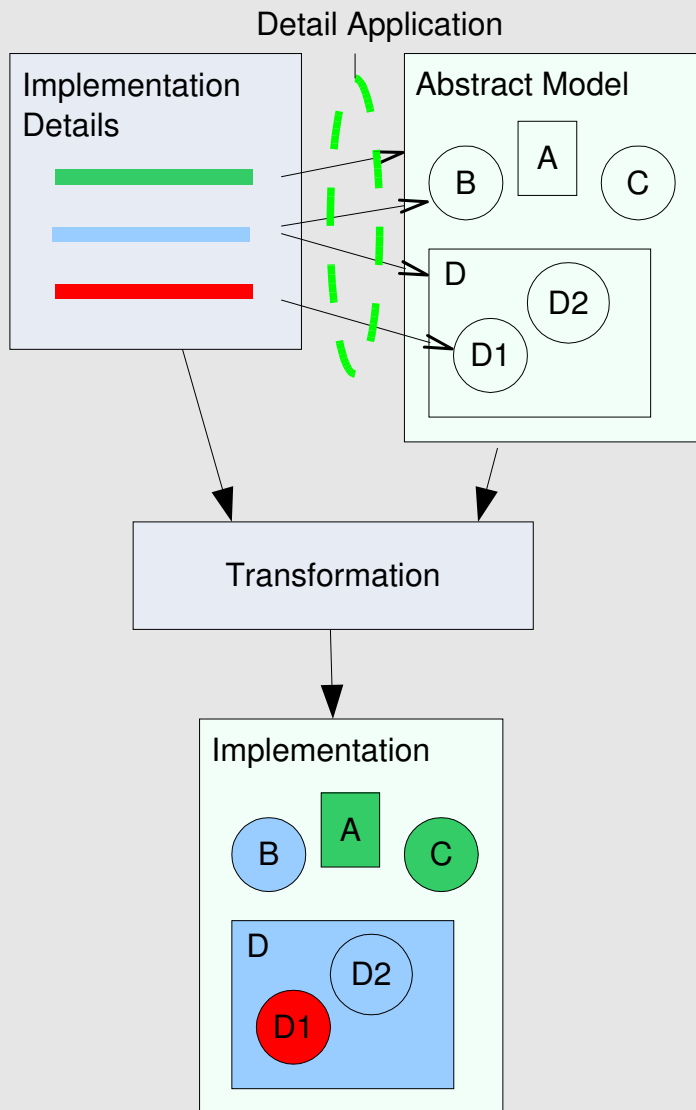 Detail Application
Implementation
Details
Abstract Model
A
B
C
D
D2
D1
Transformation
Implementation
A
B
C
D
D2
D1